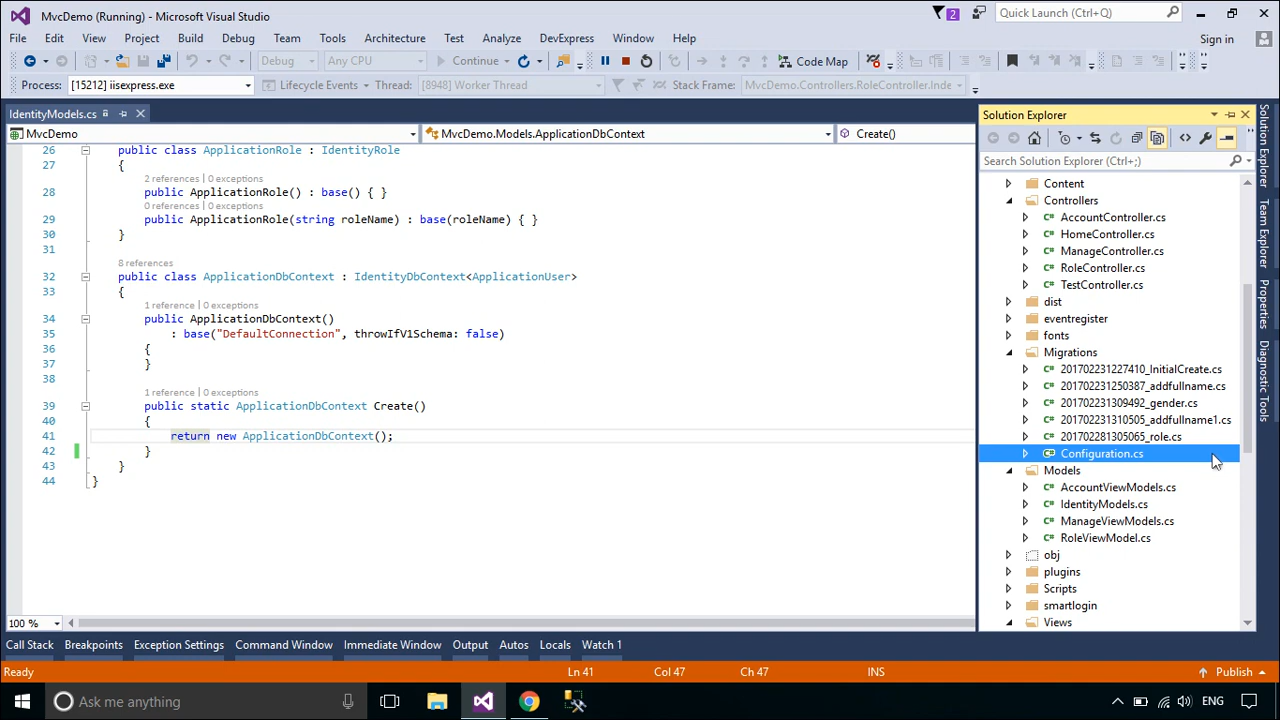 MvcDemo (Running) - Microsoft Visual Studio
2
Quick Launch (Ctrl+Q)
File Edit View Project Build Debug Team Tools Architecture Test Analyze DevExpress Window Help
Sign in
Debug Any CPU Continue Code Map
Process: [15212] iisexpress.exe Lifecycle Events Thread: [8948] Worker Thread Stack Frame: MvcDemo.Controllers.RoleController.Inde
IdentityModels.cs
MvcDemo MvcDemo.Models.ApplicationDbContext Create()
26 public class ApplicationRole : IdentityRole
27 {
2 references | 0 exceptions
28 public ApplicationRole() : base() { }
0 references | 0 exceptions
29 public ApplicationRole(string roleName) : base(roleName) { }
30 }
31
8 references
32 public class ApplicationDbContext : IdentityDbContext<ApplicationUser>
33 {
1 reference | 0 exceptions
34 public ApplicationDbContext()
35 : base("DefaultConnection", throwIfV1Schema: false)
36 {
37 }
38
1 reference | 0 exceptions
39 public static ApplicationDbContext Create()
40 {
41 return new ApplicationDbContext();
42 }
43 }
44 }
100 %
Solution Explorer
Search Solution Explorer (Ctrl+;)
Content
Controllers
AccountController.cs
HomeController.cs
ManageController.cs
RoleController.cs
TestController.cs
dist
eventregister
fonts
Migrations
201702231227410_InitialCreate.cs
201702231250387_addfullname.cs
201702231309492_gender.cs
201702231310505_addfullname1.cs
201702281305065_role.cs
Configuration.cs
Models
AccountViewModels.cs
IdentityModels.cs
ManageViewModels.cs
RoleViewModel.cs
obj
plugins
Scripts
smartlogin
Views
Solution Explorer
Team Explorer
Properties
Diagnostic Tools
Call Stack Breakpoints Exception Settings Command Window Immediate Window Output Autos Locals Watch 1
Ready Ln 41 Col 47 Ch 47 INS Publish
Ask me anything
ENG